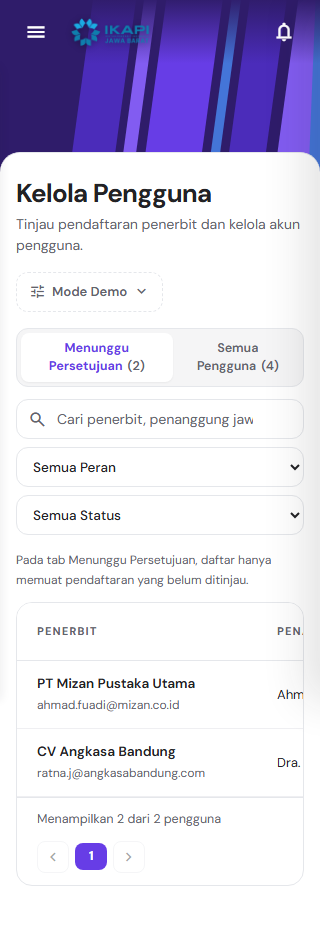 IKAPI
JAWA BARAT
Kelola Pengguna
Tinjau pendaftaran penerbit dan kelola akun
pengguna.
Mode Demo
Menunggu
Persetujuan (2)
Semua
Pengguna (4)
Cari penerbit, penanggung jaw
Semua Peran
Semua Status
Pada tab Menunggu Persetujuan, daftar hanya
memuat pendaftaran yang belum ditinjau.
PENERBIT
PEN
PT Mizan Pustaka Utama
ahmad.fuadi@mizan.co.id
Ahm
CV Angkasa Bandung
ratna.j@angkasabandung.com
Dra.
Menampilkan 2 dari 2 pengguna
1